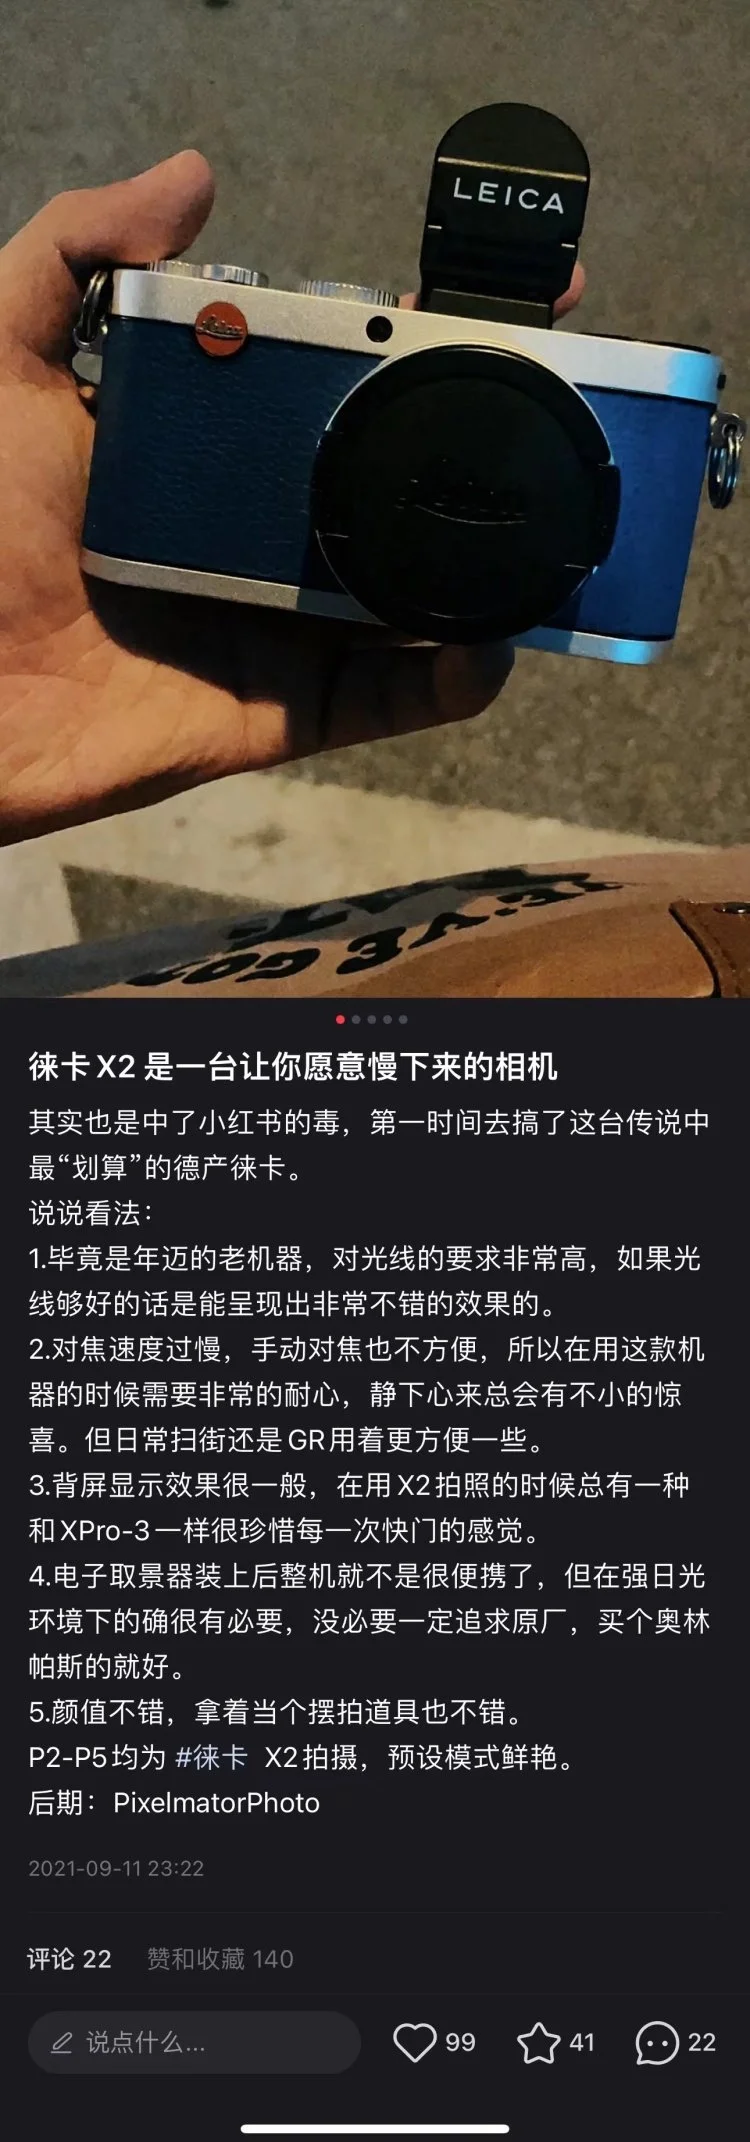 LEICA
Leica
徕卡 X2 是一台让你愿意慢下来的相机
其实也是中了小红书的毒，第一时间去搞了这台传说中
最“划算”的德产徕卡。
说说看法：
1.毕竟是年迈的老机器，对光线的要求非常高，如果光
线够好的话是能呈现出非常不错的效果的。
2.对焦速度过慢，手动对焦也不方便，所以在用这款机
器的时候需要非常的耐心，静下心来总会有不小的惊
喜。但日常扫街还是GR用着更方便一些。
3.背屏显示效果很一般，在用X2拍照的时候总有一种
和XPro-3一样很珍惜每一次快门的感觉。
4.电子取景器装上后整机就不是很便携了，但在强日光
环境下的确很有必要，没必要一定追求原厂，买个奥林
帕斯的就好。
5.颜值不错，拿着当个摆拍道具也不错。
P2-P5均为 #徕卡 X2拍摄，预设模式鲜艳。
后期：PixelmatorPhoto
2021-09-11 23:22
评论 22 赞和收藏 140
说点什么... 99 41 22